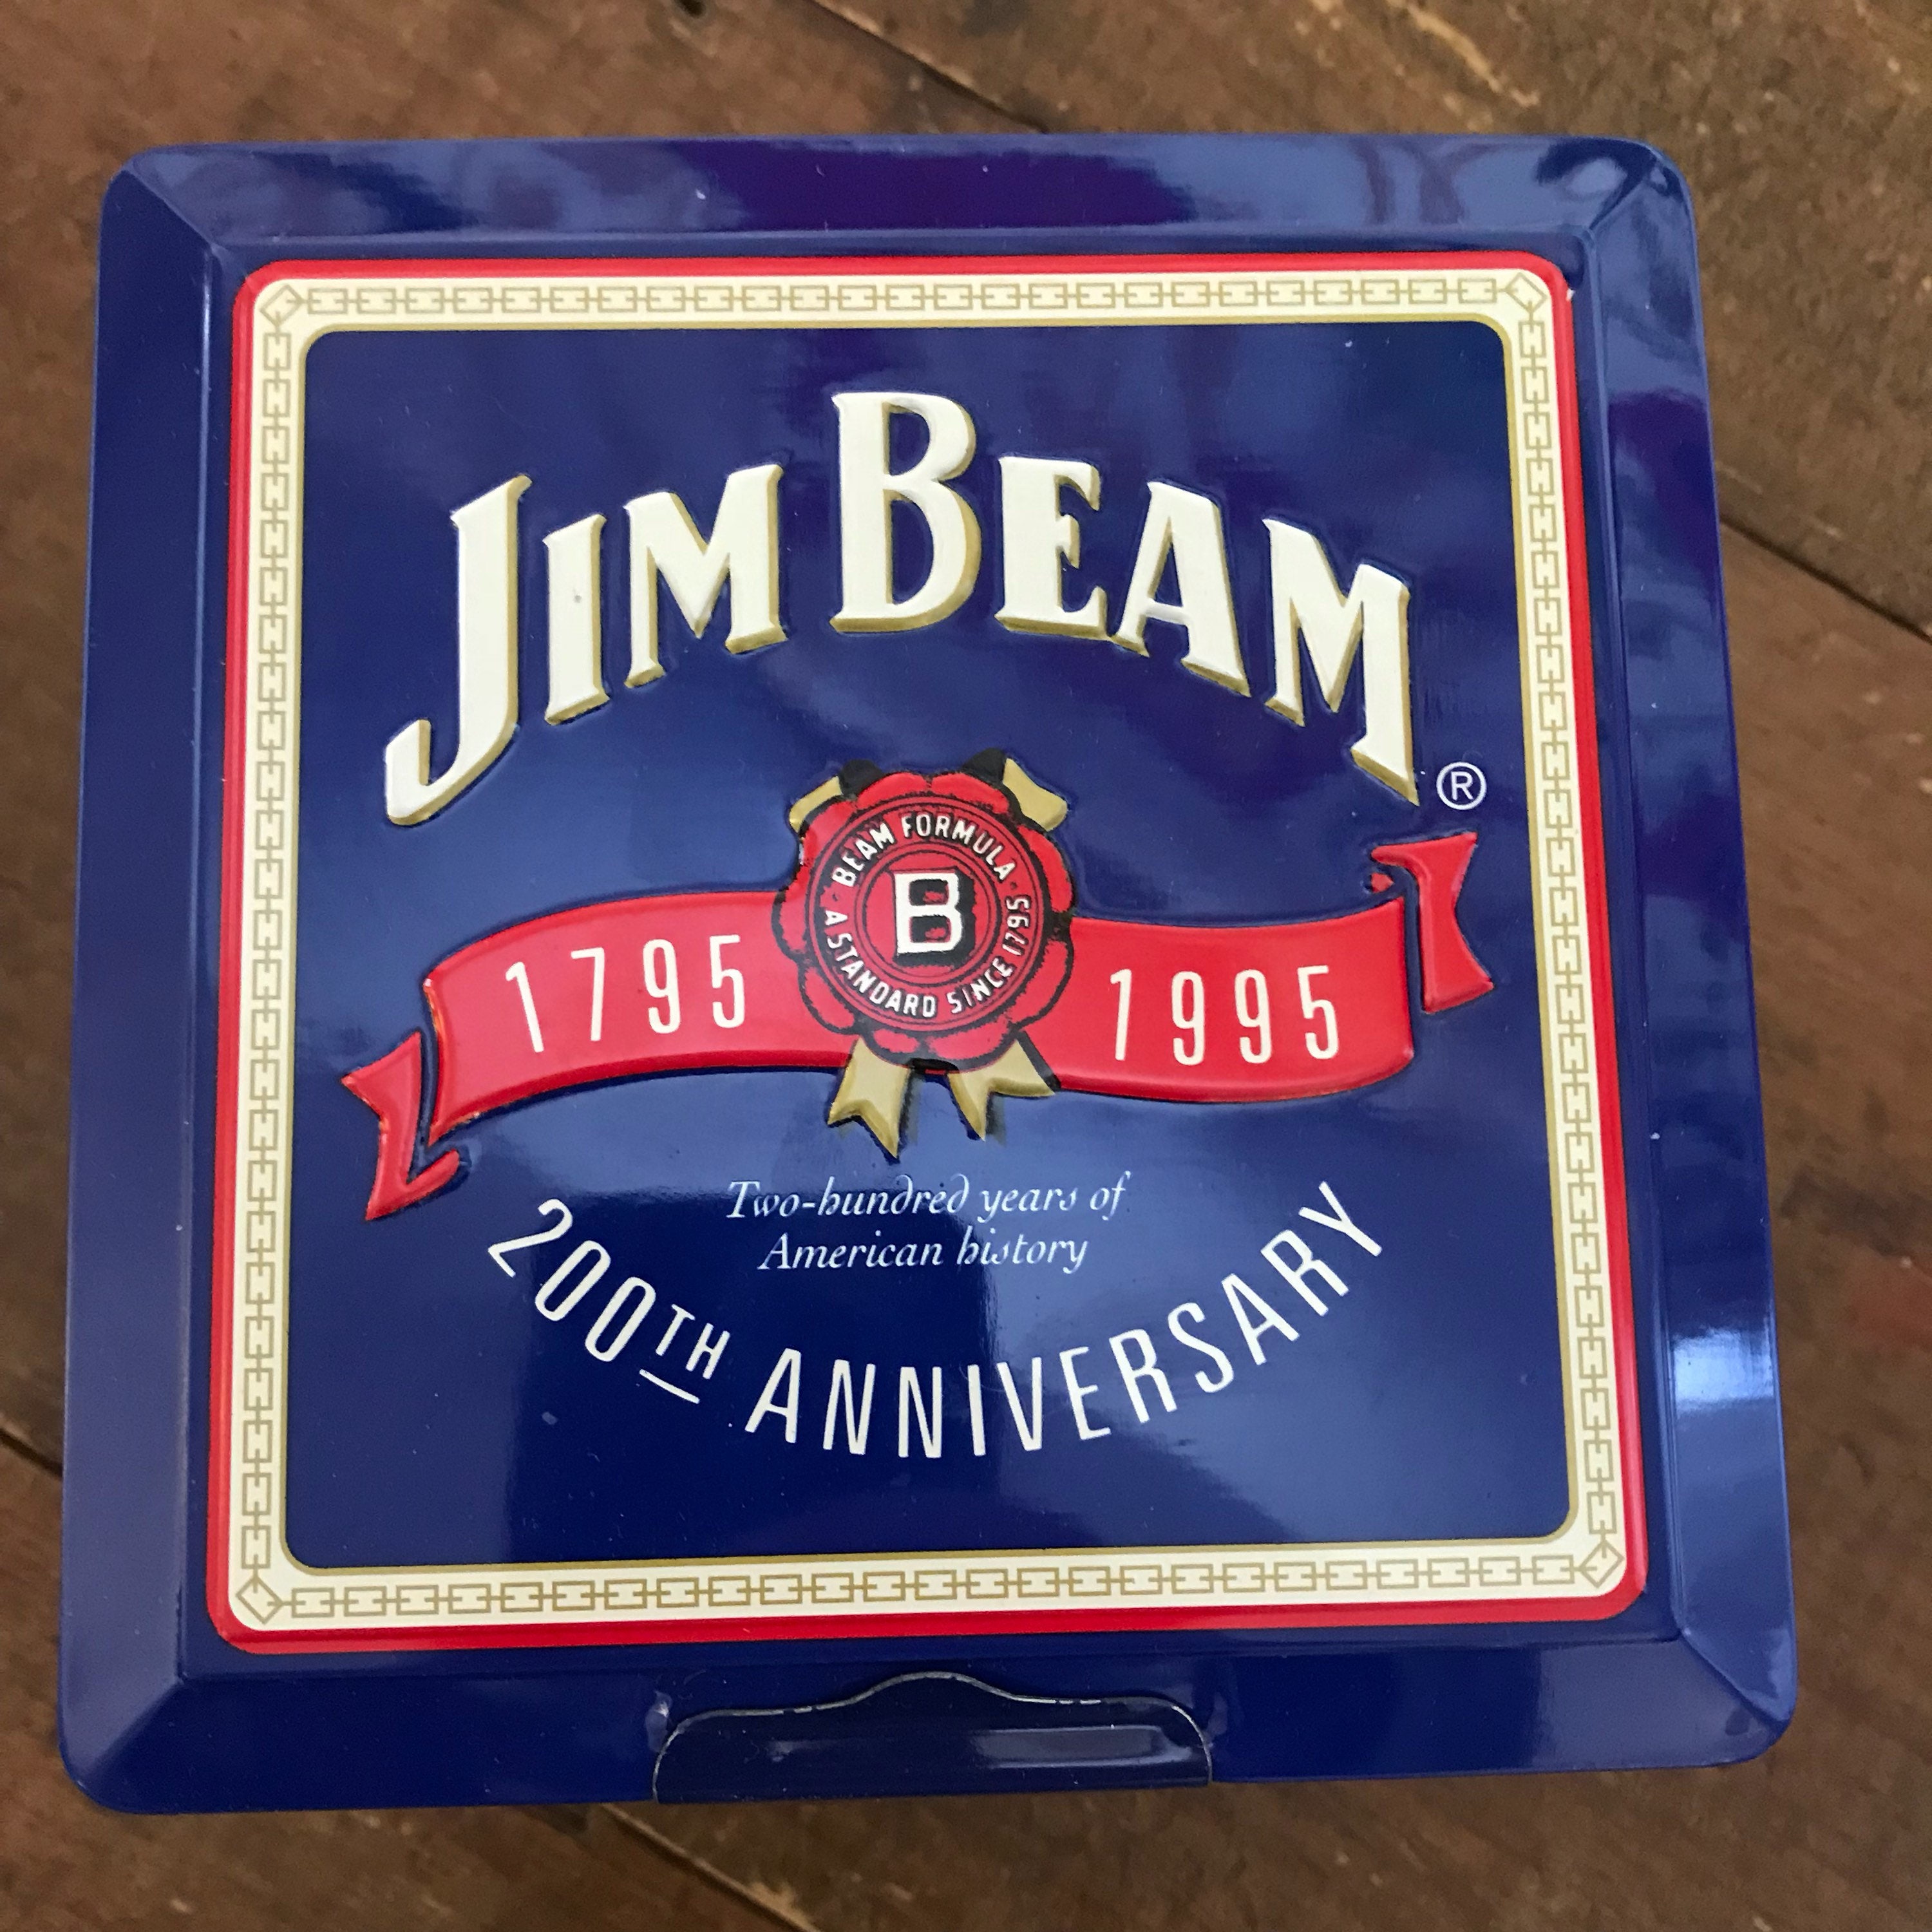 JIM BEAM ®
BEAM FORMULA
B
A STANDARD SINCE 1795
1795 1995
Two-hundred years of
American history
200TH ANNIVERSARY